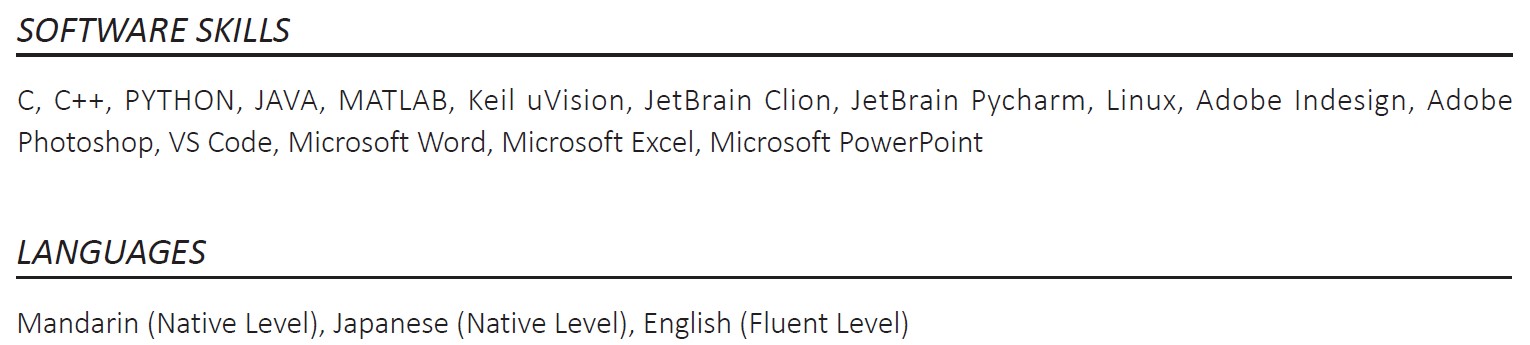 SOFTWARE SKILLS
C, C++, PYTHON, JAVA, MATLAB, Keil uVision, JetBrain Clion, JetBrain Pycharm, Linux, Adobe Indesign, Adobe
Photoshop, VS Code, Microsoft Word, Microsoft Excel, Microsoft PowerPoint
LANGUAGES
Mandarin (Native Level), Japanese (Native Level), English (Fluent Level)